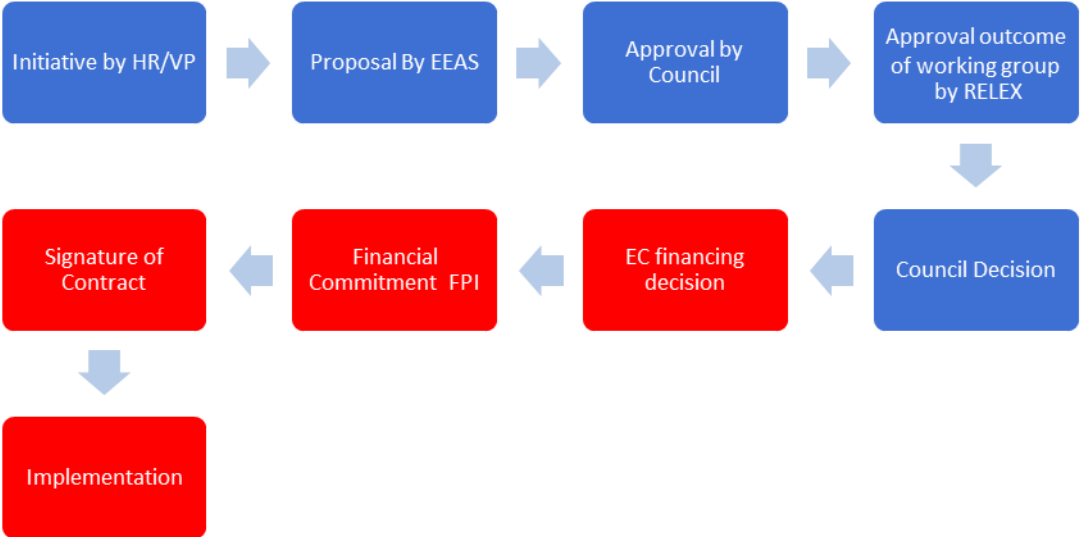 Initiative by HR/VP
Proposal By EEAS
Approval by
Council
Approval outcome
of working group
by RELEX
Council Decision
EC financing
decision
Financial
Commitment  FPI
Signature of
Contract
Implementation